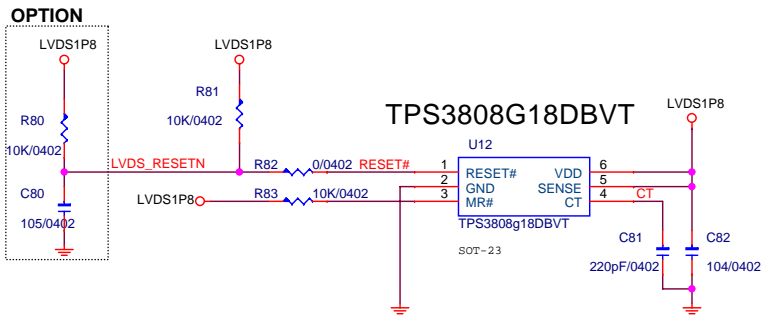 OPTION
LVDS1P8
LVDS1P8
LVDS1P8
R81
10K/0402
TPS3808G18DBVT
R80
10K/0402
U12
LVDS_RESETN
R82
0/0402
RESET#
1
RESET#
VDD
6
2
GND
SENSE
5
LVDS1P8
R83
10K/0402
3
MR#
CT
4
CT
C80
105/0402
TPS3808g18DBVT
SOT-23
C81
220pF/0402
C82
104/0402